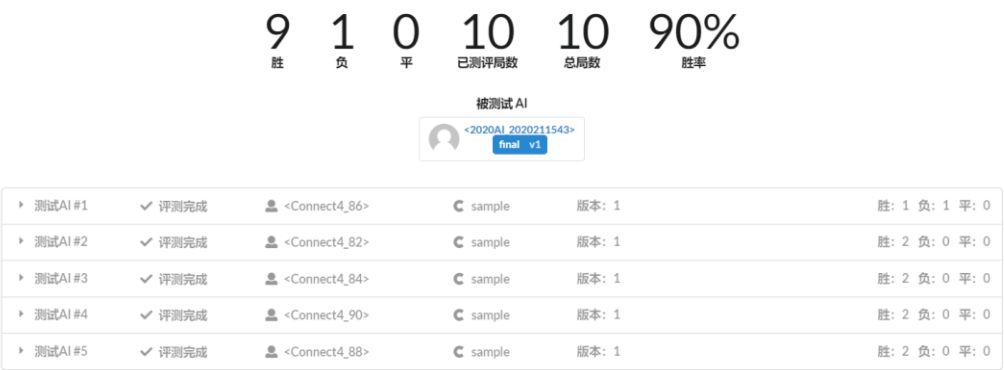 9 1 0 10 10 90%
胜 负 平 已测评局数 总局数 胜率
被测试 AI
<2020AI_2020211543>
final v1
测试AI #1 评测完成 <Connect4_86> sample 版本：1 胜：1 负：1 平：0
测试AI #2 评测完成 <Connect4_82> sample 版本：1 胜：2 负：0 平：0
测试AI #3 评测完成 <Connect4_84> sample 版本：1 胜：2 负：0 平：0
测试AI #4 评测完成 <Connect4_90> sample 版本：1 胜：2 负：0 平：0
测试AI #5 评测完成 <Connect4_88> sample 版本：1 胜：2 负：0 平：0